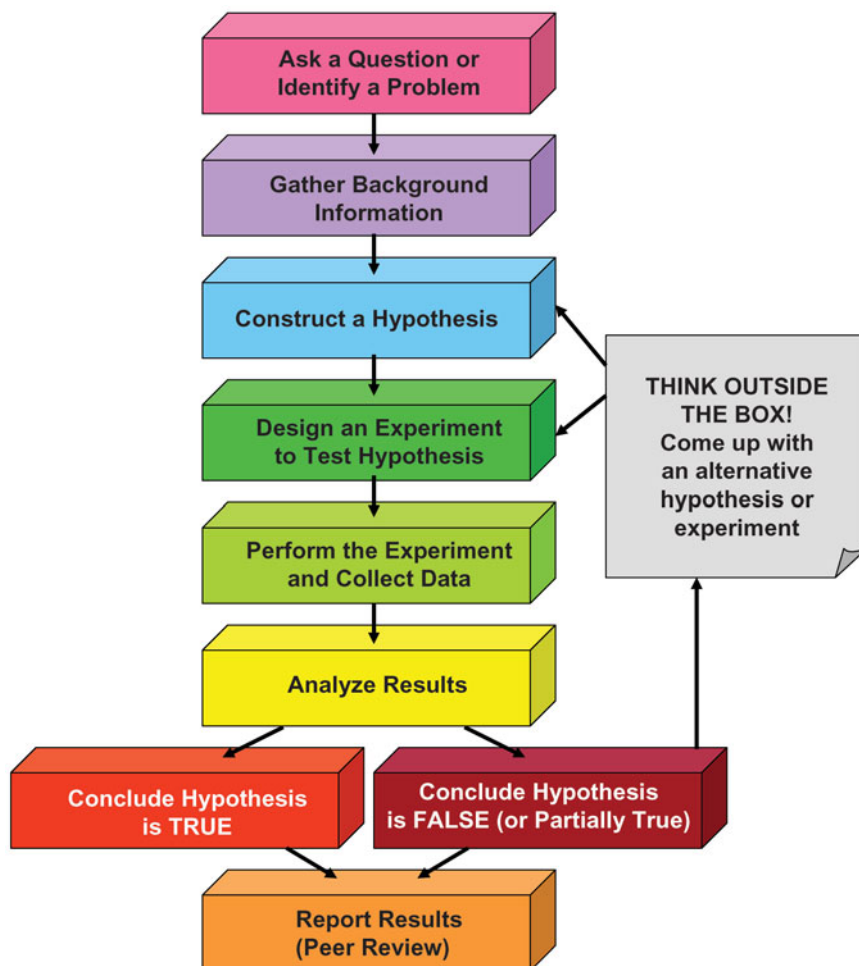 Ask a Question or
Identify a Problem
Gather Background
Information
Construct a Hypothesis
Design an Experiment
to Test Hypothesis
THINK OUTSIDE
THE BOX!
Come up with
an alternative
hypothesis or
experiment
Perform the Experiment
and Collect Data
Analyze Results
Conclude Hypothesis
is TRUE
Conclude Hypothesis
is FALSE (or Partially True)
Report Results
(Peer Review)